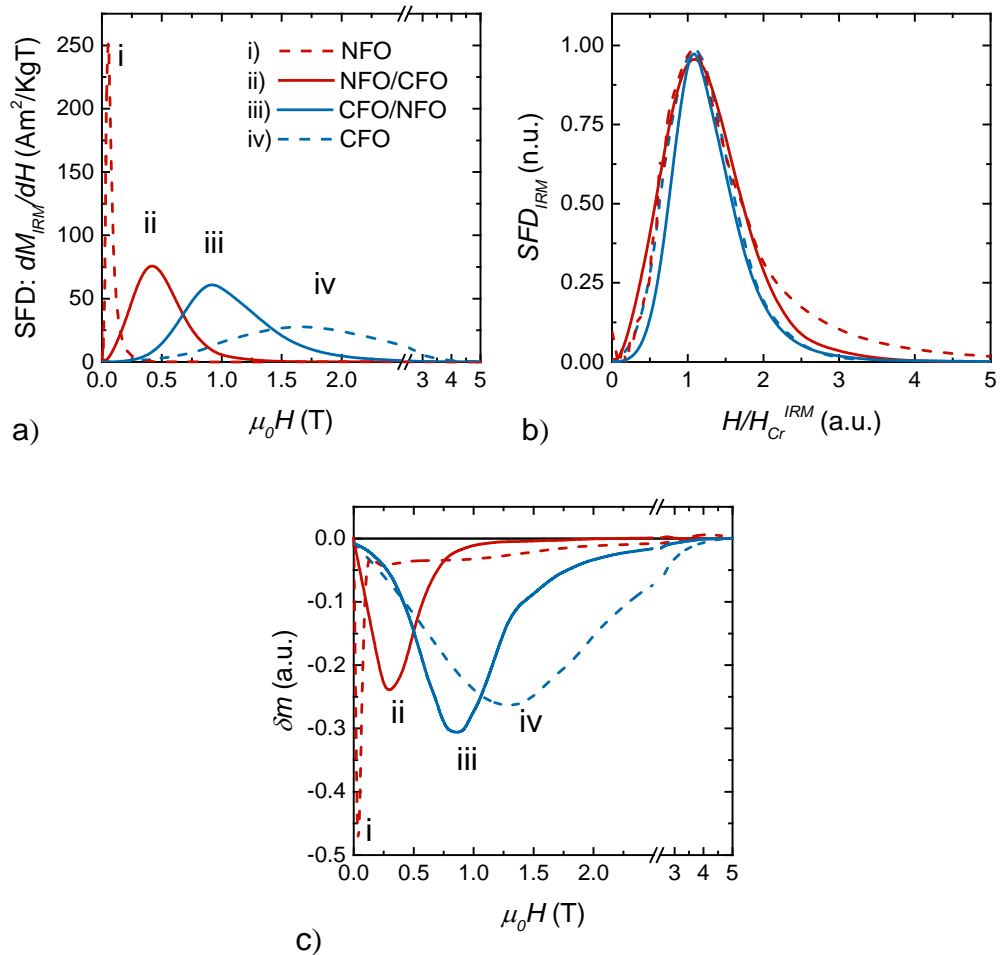 SFD: dM_IRM/dH (Am²/KgT)
250
200
150
100
50
0
i
ii
iii
iv
i) NFO
ii) NFO/CFO
iii) CFO/NFO
iv) CFO
0.0 0.5 1.0 1.5 2.0 3 4 5
μ₀H (T)
a)
SFD_IRM (n.u.)
1.00
0.75
0.50
0.25
0.00
0 1 2 3 4 5
H/H_Cr^IRM (a.u.)
b)
δm (a.u.)
0.0
-0.1
-0.2
-0.3
-0.4
-0.5
i
ii
iii
iv
0.0 0.5 1.0 1.5 2.0 3 4 5
μ₀H (T)
c)